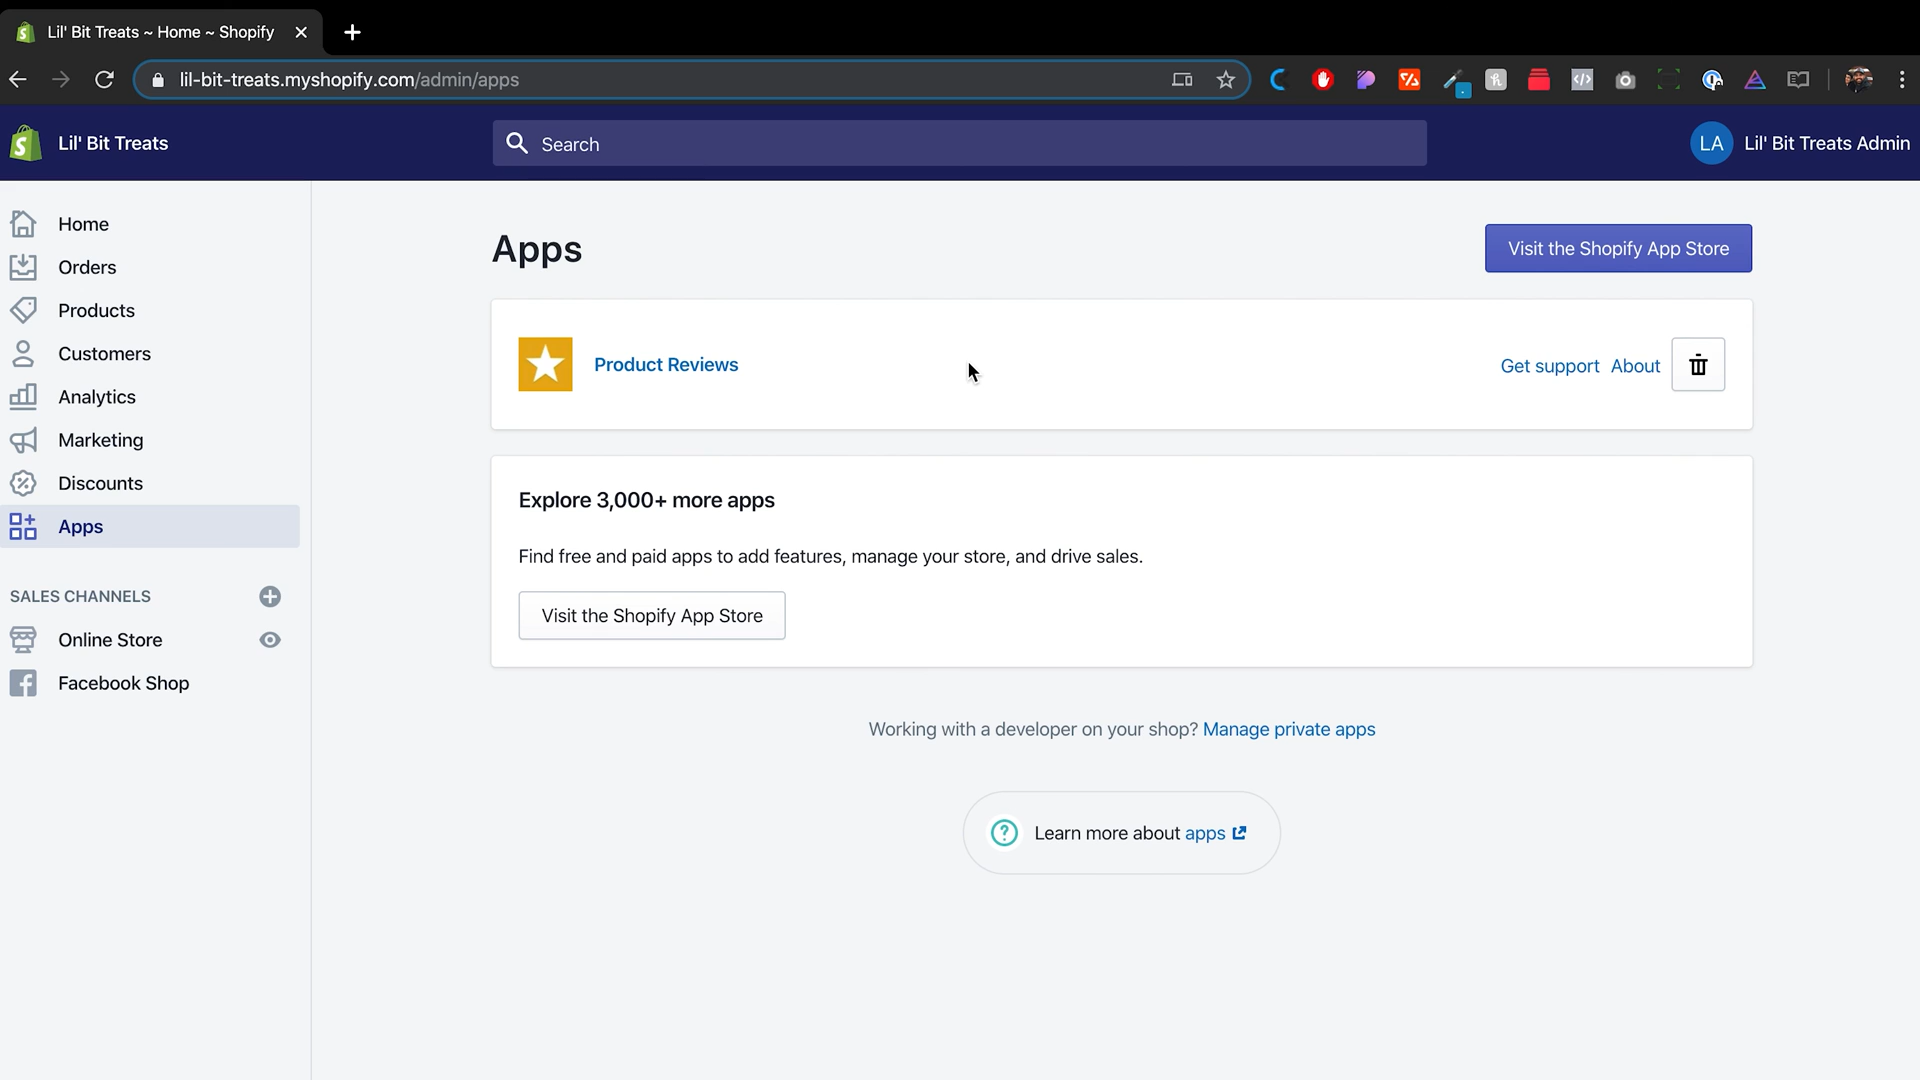 Lil' Bit Treats ~ Home ~ Shopify
lil-bit-treats.myshopify.com/admin/apps
Lil' Bit Treats
Search
LA
Lil' Bit Treats Admin
Home
Orders
Products
Customers
Analytics
Marketing
Discounts
Apps
SALES CHANNELS
Online Store
Facebook Shop
Apps
Visit the Shopify App Store
Product Reviews
Get support
About
Explore 3,000+ more apps
Find free and paid apps to add features, manage your store, and drive sales.
Visit the Shopify App Store
Working with a developer on your shop? Manage private apps
Learn more about apps